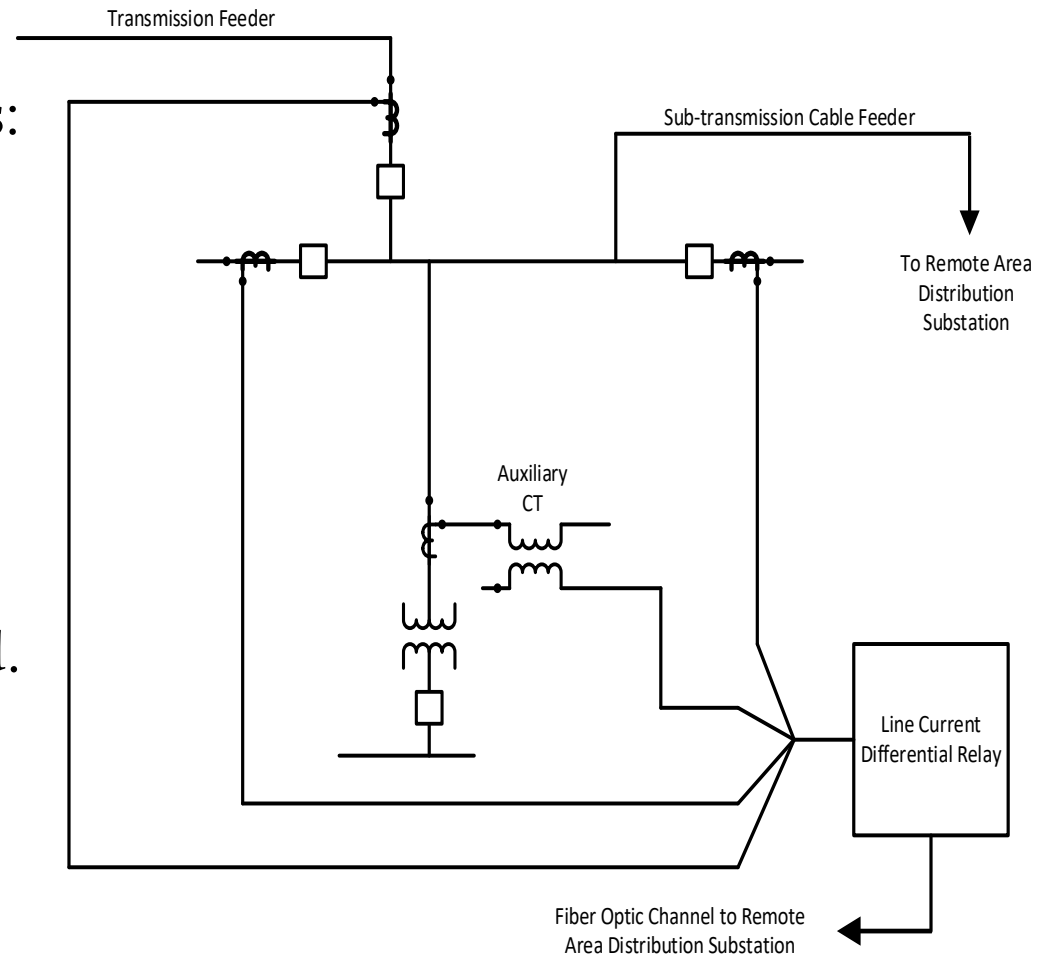 Transmission Feeder
s:
Sub-transmission Cable Feeder
To Remote Area
Distribution
Substation
Auxiliary
CT
l.
Line Current
Differential Relay
Fiber Optic Channel to Remote
Area Distribution Substation